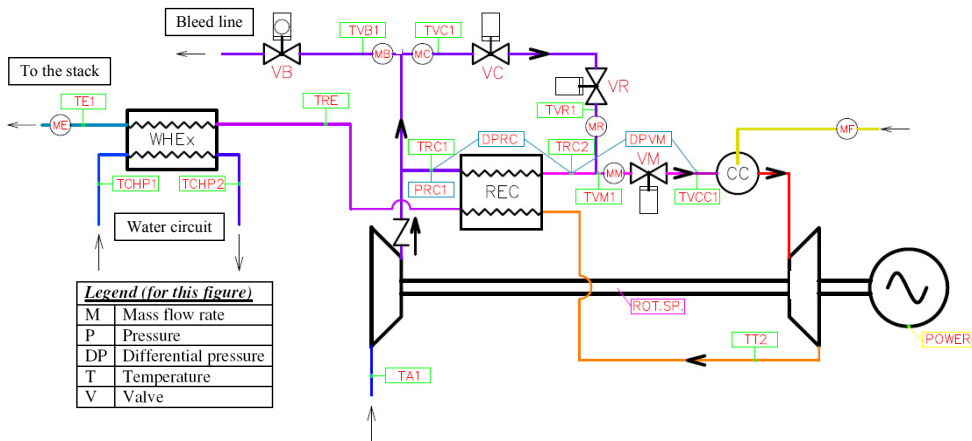 Bleed line
TVB1
TVC1
MB
MC
VB
VC
VR
To the stack
TE1
TRE
TVR1
ME
WHEx
MR
MF
TRC1
DPRC
TRC2
DPVM
VM
CC
PRC1
REC
MM
TCHP1
TCHP2
TVM1
TVCC1
Water circuit
Legend (for this figure)
M Mass flow rate
P Pressure
DP Differential pressure
T Temperature
V Valve
ROT.SP.
TT2
POWER
TA1